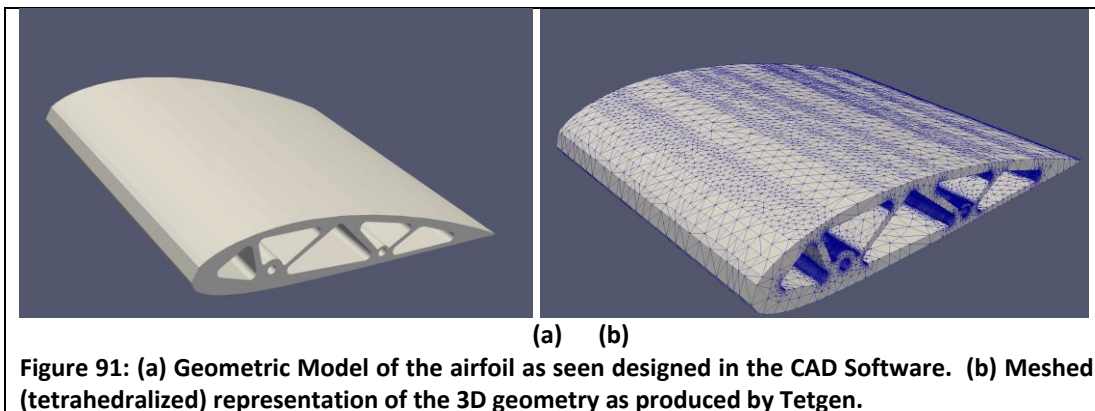 (a) (b)
Figure 91: (a) Geometric Model of the airfoil as seen designed in the CAD Software. (b) Meshed
(tetrahedralized) representation of the 3D geometry as produced by Tetgen.